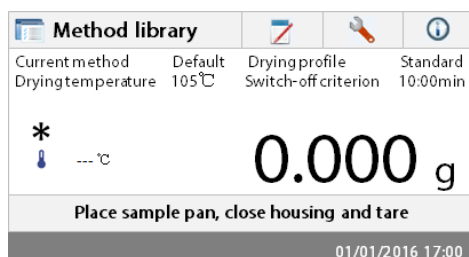 Method library
Current method Default Drying profile Standard
Drying temperature 105℃ Switch-off criterion 10:00min
*
--- ℃
0.000 g
Place sample pan, close housing and tare
01/01/2016 17:00